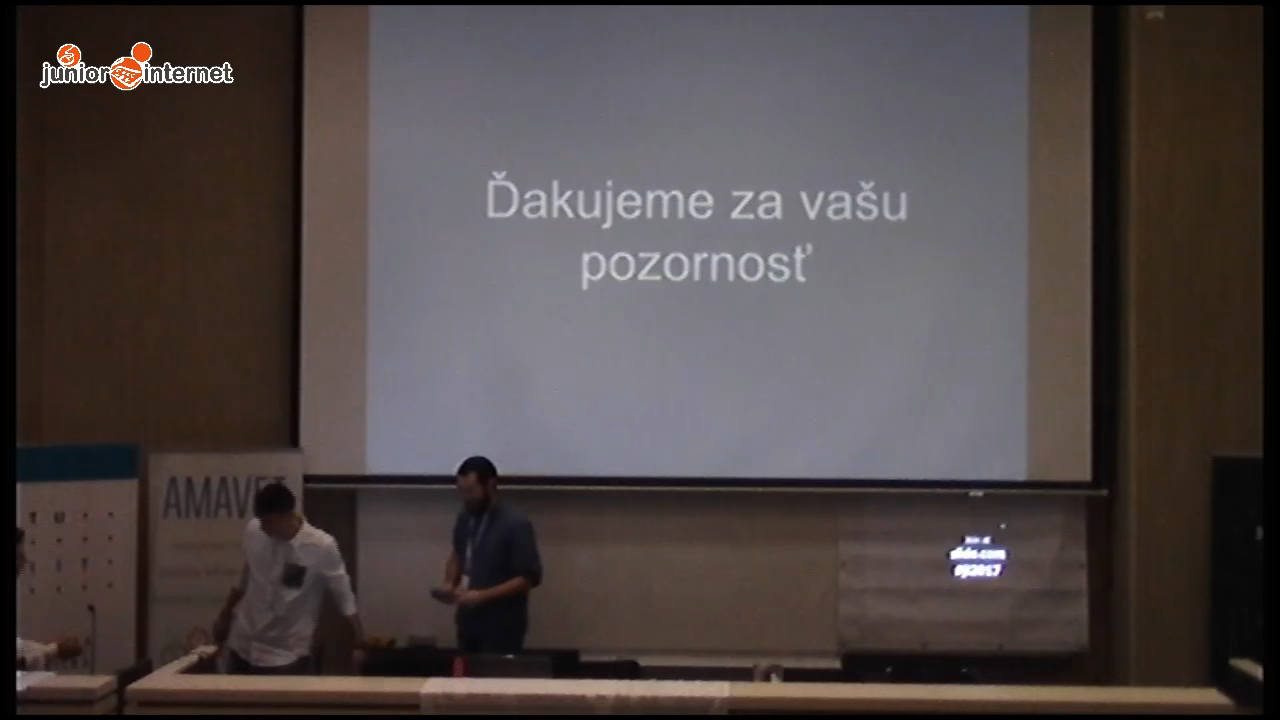 junior internet
Ďakujeme za vašu
pozornosť
AMAVET
slido.com
#ji2017